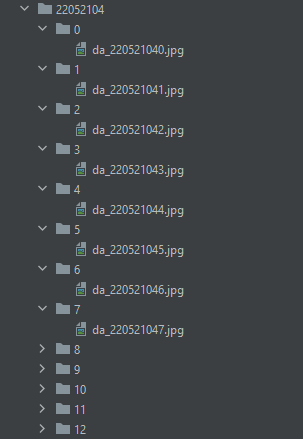 22052104
0
da_220521040.jpg
1
da_220521041.jpg
2
da_220521042.jpg
3
da_220521043.jpg
4
da_220521044.jpg
5
da_220521045.jpg
6
da_220521046.jpg
7
da_220521047.jpg
8
9
10
11
12